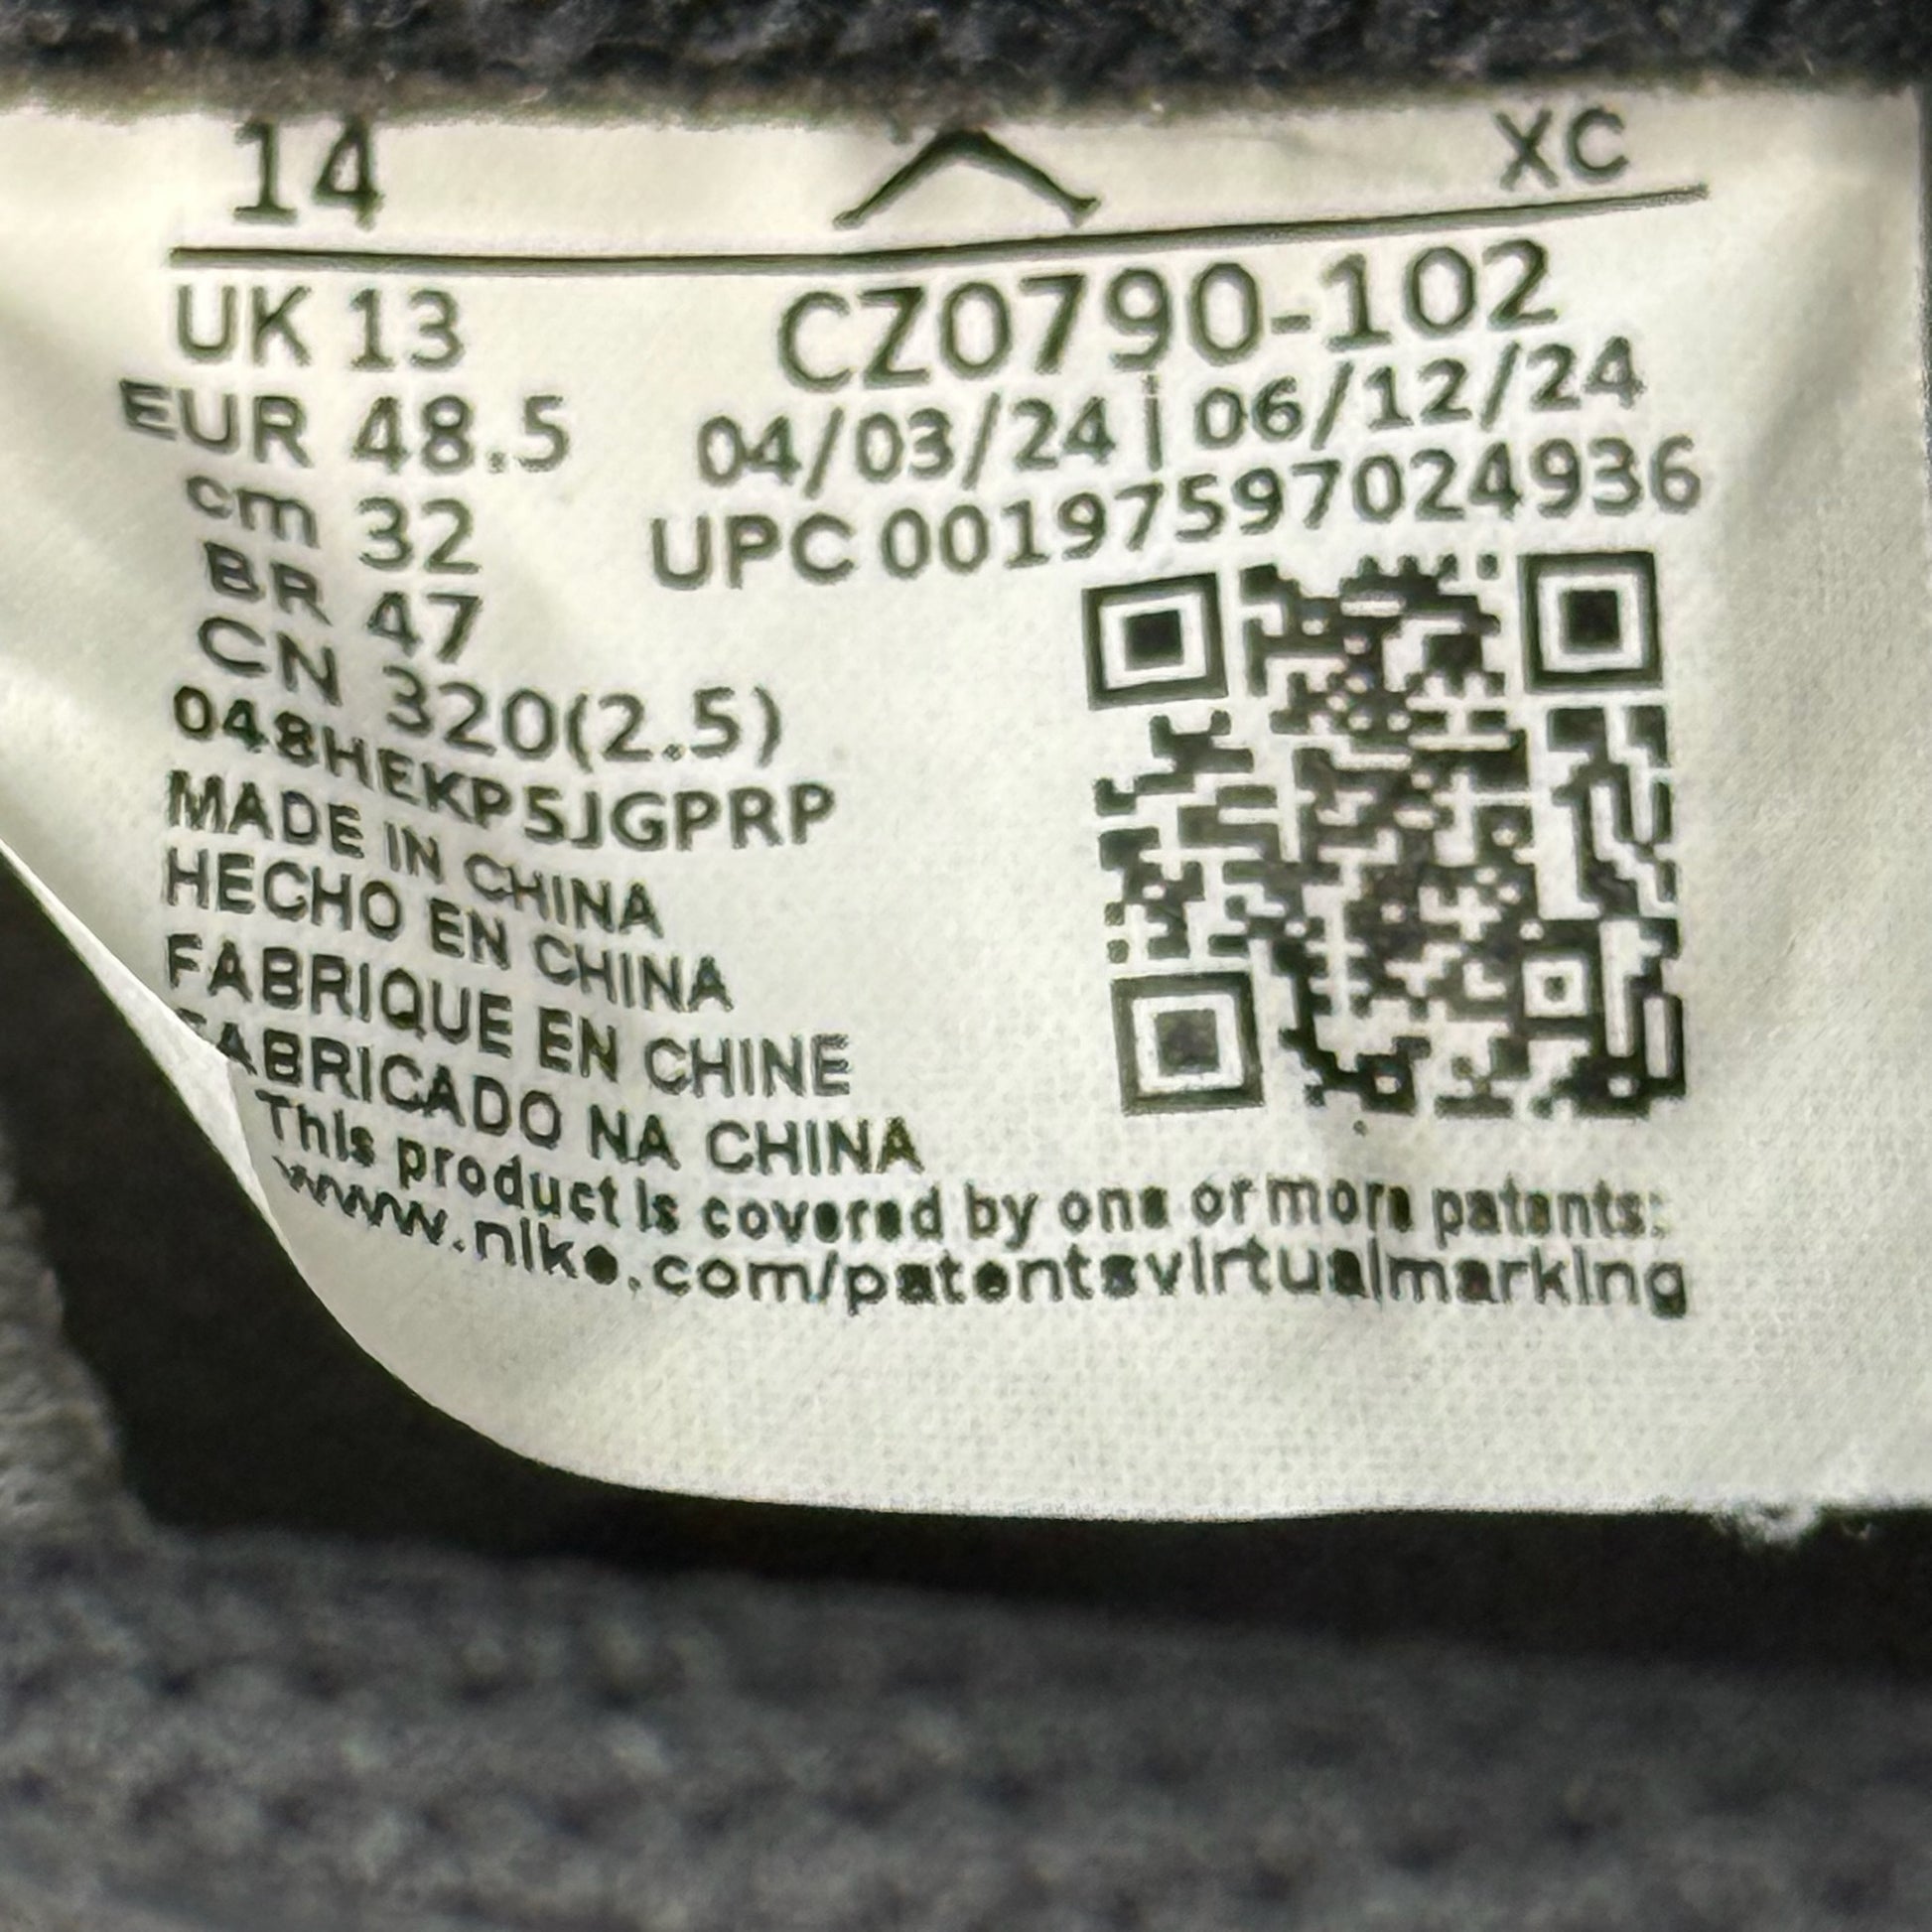 14 XC
UK 13 CZ0790-102
EUR 48.5 04/03/24 | 06/12/24
cm 32 UPC 00197597024936
BR 47
CN 320(2.5)
048HEKP5JGPRP
MADE IN CHINA
HECHO EN CHINA
FABRIQUE EN CHINE
FABRICADO NA CHINA
This product is covered by one or more patents:
www.nike.com/patentsvirtualmarking